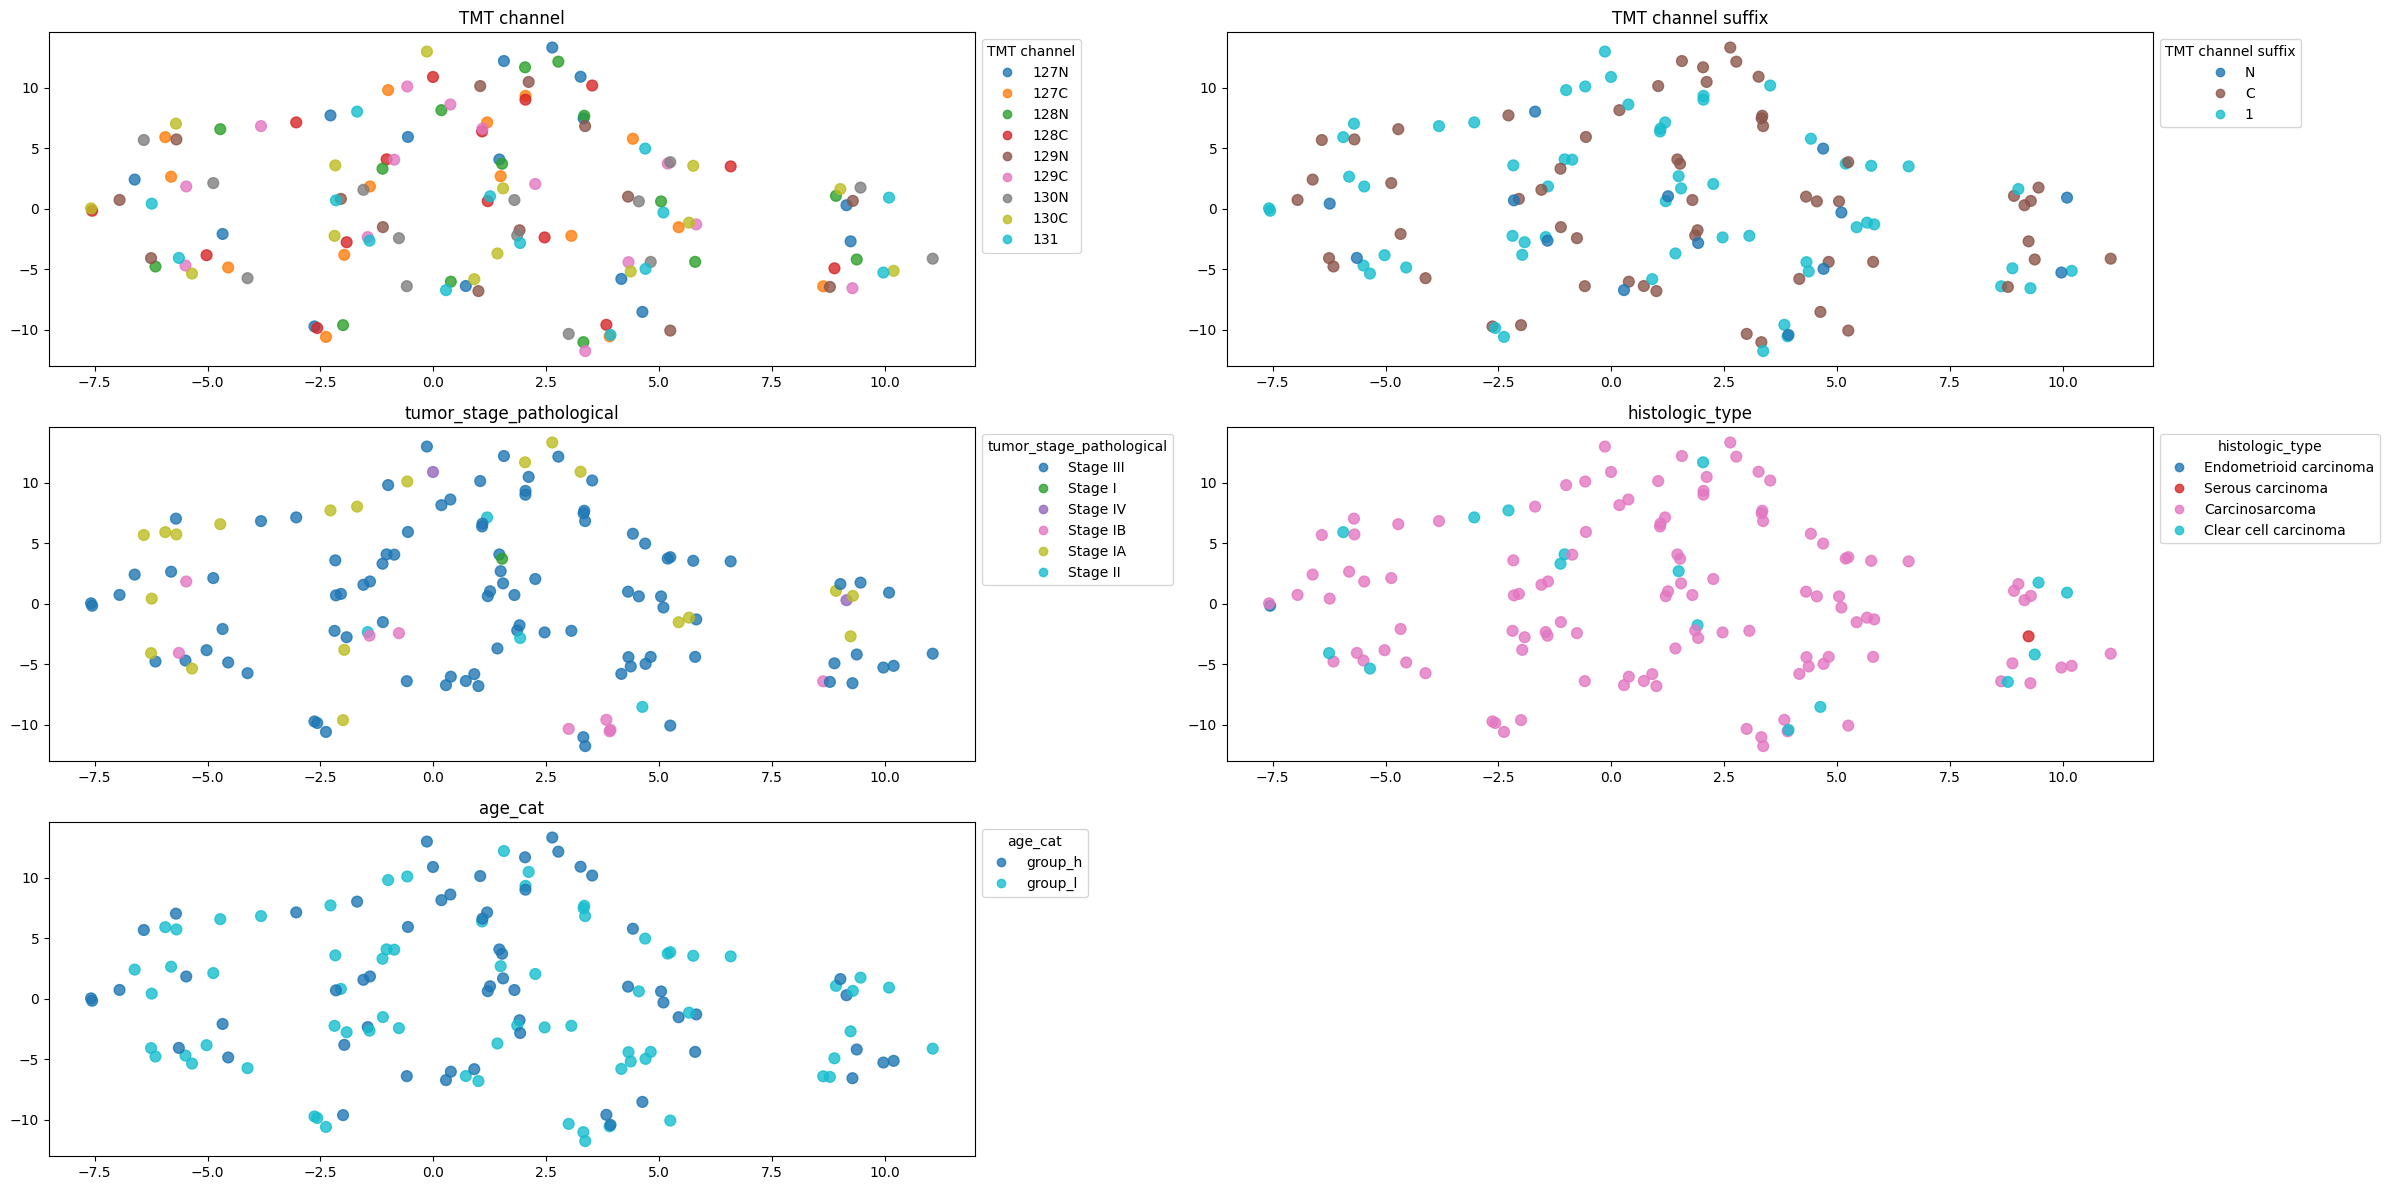 TMT channel
10
5
0
−5
−10
−7.5 −5.0 −2.5 0.0 2.5 5.0 7.5 10.0
TMT channel
127N
127C
128N
128C
129N
129C
130N
130C
131
TMT channel suffix
10
5
0
−5
−10
−7.5 −5.0 −2.5 0.0 2.5 5.0 7.5 10.0
TMT channel suffix
N
C
1
tumor_stage_pathological
10
5
0
−5
−10
−7.5 −5.0 −2.5 0.0 2.5 5.0 7.5 10.0
tumor_stage_pathological
Stage III
Stage I
Stage IV
Stage IB
Stage IA
Stage II
histologic_type
10
5
0
−5
−10
−7.5 −5.0 −2.5 0.0 2.5 5.0 7.5 10.0
histologic_type
Endometrioid carcinoma
Serous carcinoma
Carcinosarcoma
Clear cell carcinoma
age_cat
10
5
0
−5
−10
−7.5 −5.0 −2.5 0.0 2.5 5.0 7.5 10.0
age_cat
group_h
group_l